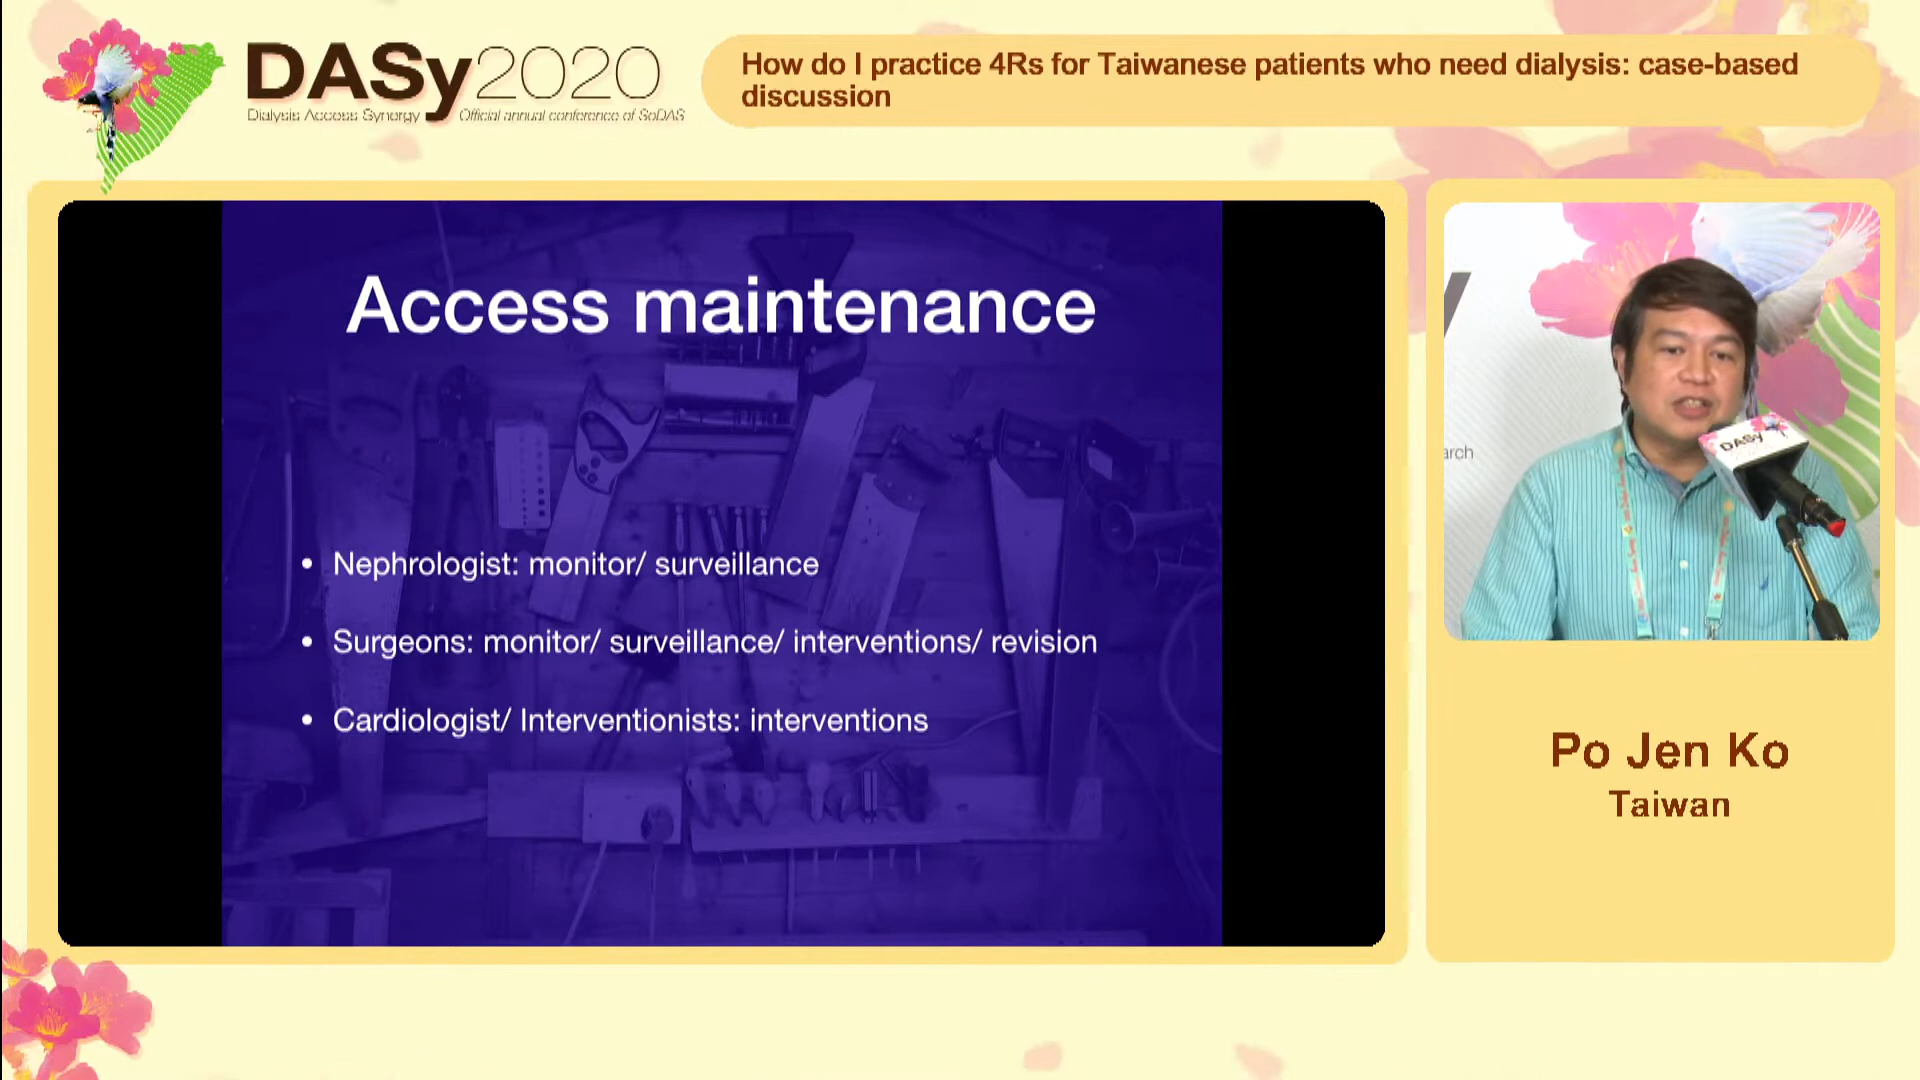 DASy2020
Dialysis Access Synergy Official annual conference of SoDAS
How do I practice 4Rs for Taiwanese patients who need dialysis: case-based
discussion
Access maintenance
• Nephrologist: monitor/ surveillance
• Surgeons: monitor/ surveillance/ interventions/ revision
• Cardiologist/ Interventionists: interventions
arch
DASy
Po Jen Ko
Taiwan